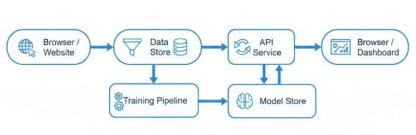 Browser /
Website
Data
Store
API
Service
Browser /
Dashboard
Training Pipeline
Model Store